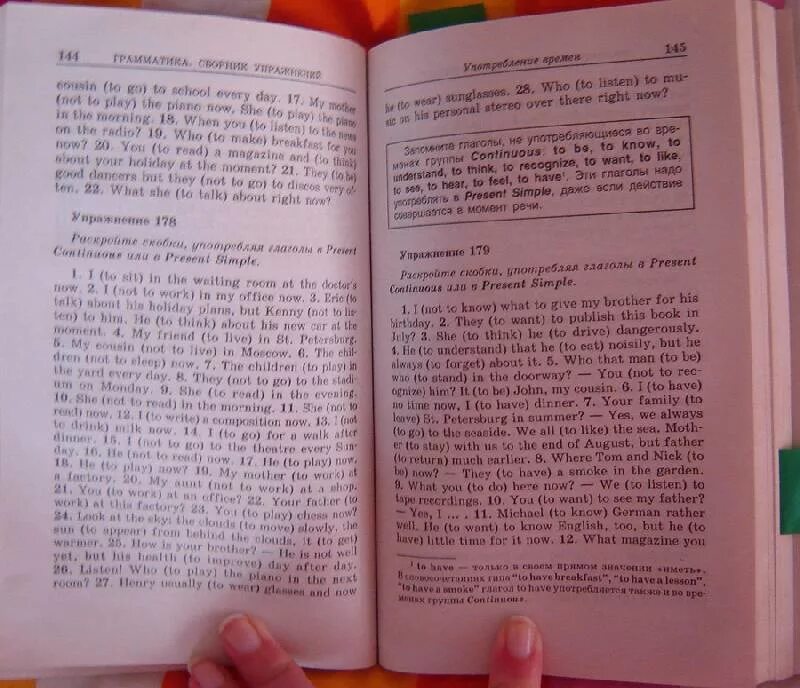 144 ГРАММАТИКА. СБОРНИК УПРАЖНЕНИЙ
cousin (to go) to school every day. 17. My mother
(not to play) the piano now. She (to play) the piano
in the morning. 18. When you (to listen) to the news
on the radio? 19. Who (to make) breakfast for you
now? 20. You (to read) a magazine and (to think)
about your holiday at the moment? 21. They (to be)
good dancers but they (not to go) to discos very of-
ten. 22. What she (to talk) about right now?
Упражнение 178
Раскройте скобки, употребляя глаголы в Present
Continuous или в Present Simple.
1. I (to sit) in the waiting room at the doctor's
now. 2. I (not to work) in my office now. 3. Eric (to
talk) about his holiday plans, but Kenny (not to lis-
ten) to him. He (to think) about his new car at the
moment. 4. My friend (to live) in St. Petersburg.
5. My cousin (not to live) in Moscow. 6. The chil-
dren (not to sleep) now. 7. The children (to play) in
the yard every day. 8. They (not to go) to the stadi-
um on Monday. 9. She (to read) in the evening.
10. She (not to read) in the morning. 11. She (not to
read) now. 12. I (to write) a composition now. 13. I (not
to drink) milk now. 14. I (to go) for a walk after
dinner. 15. I (not to go) to the theatre every Sun-
day. 16. He (not to read) now. 17. He (to play) now.
18. He (to play) now? 19. My mother (to work) at
a factory. 20. My aunt (not to work) at a shop.
21. You (to work) at an office? 22. Your father (to
work) at this factory? 23. You (to play) chess now?
24. Look at the sky: the clouds (to move) slowly, the
sun (to appear) from behind the clouds, it (to get)
warmer. 25. How is your brother? — He is not well
yet, but his health (to improve) day after day.
26. Listen! Who (to play) the piano in the next
room? 27. Henry usually (to wear) glasses and now
Употребление времен 145
he (to wear) sunglasses. 28. Who (to listen) to mu-
sic on his personal stereo over there right now?
Запомните глаголы, не употребляющиеся во вре-
менах группы Continuous: to be, to know, to
understand, to think, to recognize, to want, to like,
to see, to hear, to feel, to have¹. Эти глаголы надо
употреблять в Present Simple, даже если действие
совершается в момент речи.
Упражнение 179
Раскройте скобки, употребляя глаголы в Present
Continuous или в Present Simple.
1. I (not to know) what to give my brother for his
birthday. 2. They (to want) to publish this book in
July? 3. She (to think) he (to drive) dangerously.
4. He (to understand) that he (to eat) noisily, but he
always (to forget) about it. 5. Who that man (to be)
who (to stand) in the doorway? — You (not to rec-
ognize) him? It (to be) John, my cousin. 6. I (to have)
no time now, I (to have) dinner. 7. Your family (to
leave) St. Petersburg in summer? — Yes, we always
(to go) to the seaside. We all (to like) the sea. Moth-
er (to stay) with us to the end of August, but father
(to return) much earlier. 8. Where Tom and Nick (to
be) now? — They (to have) a smoke in the garden.
9. What you (to do) here now? — We (to listen) to
tape recrdings. 10. You (to want) to see my father?
— Yes, I ... . 11. Michael (to know) German rather
well. He (to want) to know English, too, but he (to
have) little time for it now. 12. What magazine you
¹ to have — только в своем прямом значении «иметь».
В словосочетаниях типа "to have breakfast", "to have a lesson",
"to have a smoke" глагол to have употребляется также и во вре-
менах группы Continuous.